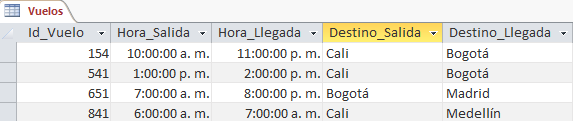 Vuelos
Id_Vuelo Hora_Salida Hora_Llegada Destino_Salida Destino_Llegada
154 10:00:00 a. m. 11:00:00 p. m. Cali Bogotá
541 1:00:00 p. m. 2:00:00 p. m. Cali Bogotá
651 7:00:00 a. m. 8:00:00 p. m. Bogotá Madrid
841 6:00:00 a. m. 7:00:00 a. m. Cali Medellín